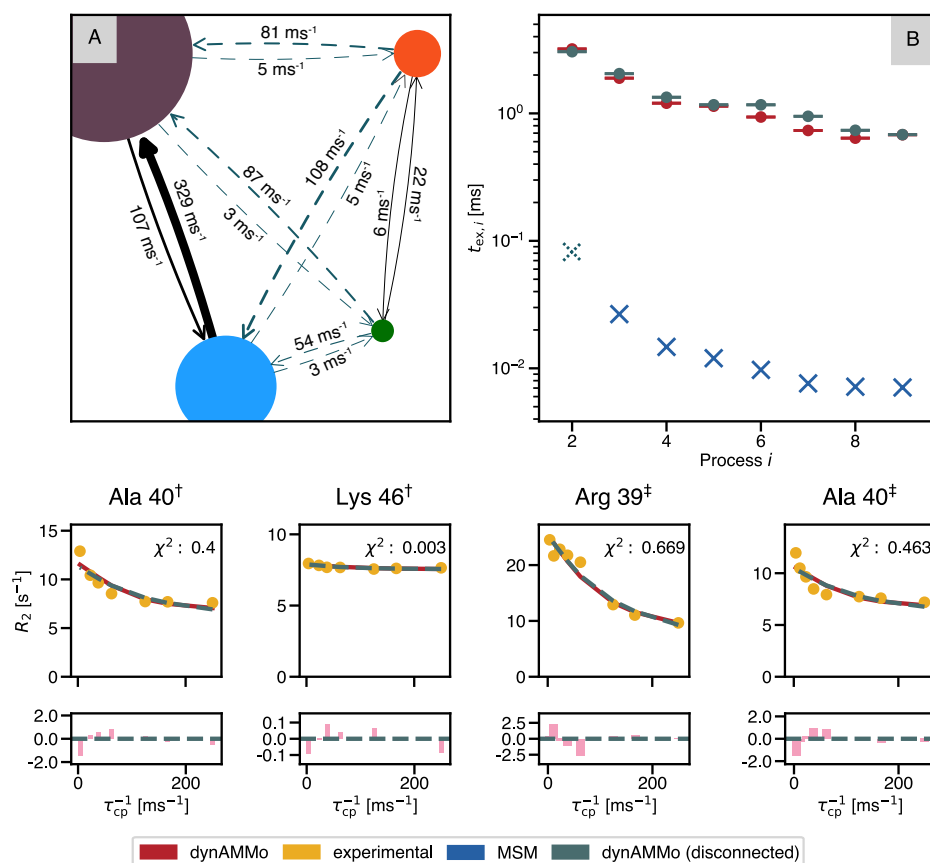 A
81 ms⁻¹
5 ms⁻¹
108 ms⁻¹
5 ms⁻¹
87 ms⁻¹
3 ms⁻¹
22 ms⁻¹
6 ms⁻¹
329 ms⁻¹
107 ms⁻¹
54 ms⁻¹
3 ms⁻¹
B
10⁰
10⁻¹
10⁻²
t_ex, i [ms]
2 4 6 8
Process i
Ala 40† Lys 46† Arg 39‡ Ala 40‡
χ² : 0.4
χ² : 0.003
χ² : 0.669
χ² : 0.463
R₂ [s⁻¹]
15
10
5
0
10
5
0
20
10
0
10
5
0
2.0
0.0
-2.0
0.1
0.0
-0.1
2.5
0.0
-2.5
2.0
0.0
-2.0
0 200 0 200 0 200 0 200
τcp⁻¹ [ms⁻¹] τcp⁻¹ [ms⁻¹] τcp⁻¹ [ms⁻¹] τcp⁻¹ [ms⁻¹]
dynAMMo experimental MSM dynAMMo (disconnected)